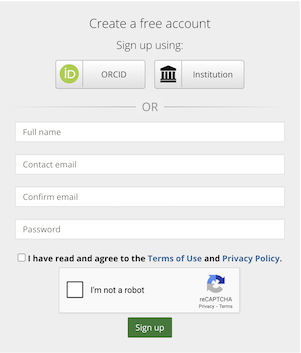 Create a free account
Sign up using:
iD ORCID Institution
OR
Full name
Contact email
Confirm email
Password
I have read and agree to the Terms of Use and Privacy Policy.
I'm not a robot
reCAPTCHA
Privacy - Terms
Sign up